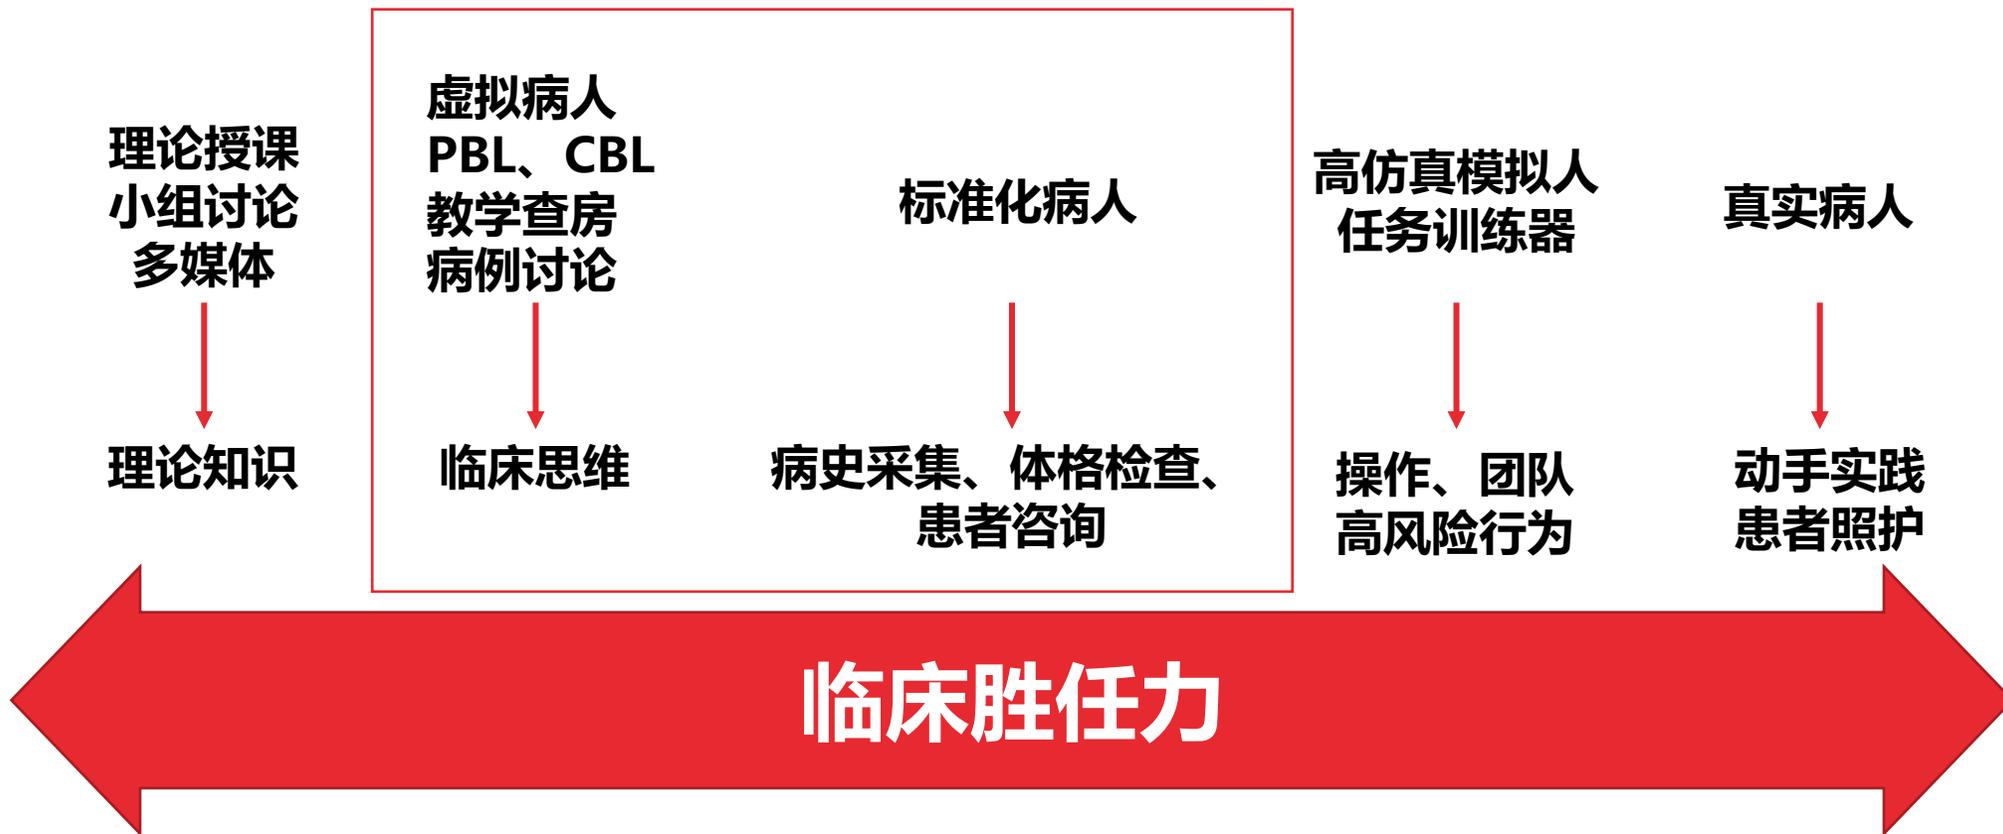 理论授课
小组讨论
多媒体
理论知识
虚拟病人
PBL、CBL
教学查房
病例讨论
临床思维
标准化病人
病史采集、体格检查、
患者咨询
高仿真模拟人
任务训练器
操作、团队
高风险行为
真实病人
动手实践
患者照护
临床胜任力